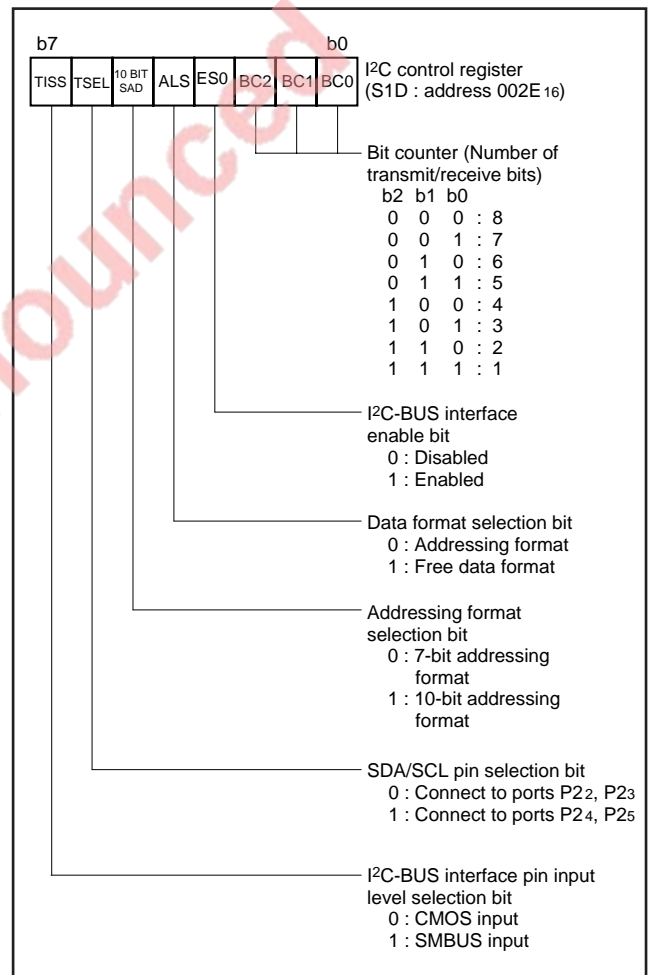 b7 b0
TISS TSEL 10 BIT SAD ALS ES0 BC2 BC1 BC0
I2C control register
(S1D : address 002E16)
Bit counter (Number of
transmit/receive bits)
b2 b1 b0
0 0 0 : 8
0 0 1 : 7
0 1 0 : 6
0 1 1 : 5
1 0 0 : 4
1 0 1 : 3
1 1 0 : 2
1 1 1 : 1
I2C-BUS interface
enable bit
0 : Disabled
1 : Enabled
Data format selection bit
0 : Addressing format
1 : Free data format
Addressing format
selection bit
0 : 7-bit addressing
format
1 : 10-bit addressing
format
SDA/SCL pin selection bit
0 : Connect to ports P22, P23
1 : Connect to ports P24, P25
I2C-BUS interface pin input
level selection bit
0 : CMOS input
1 : SMBUS input